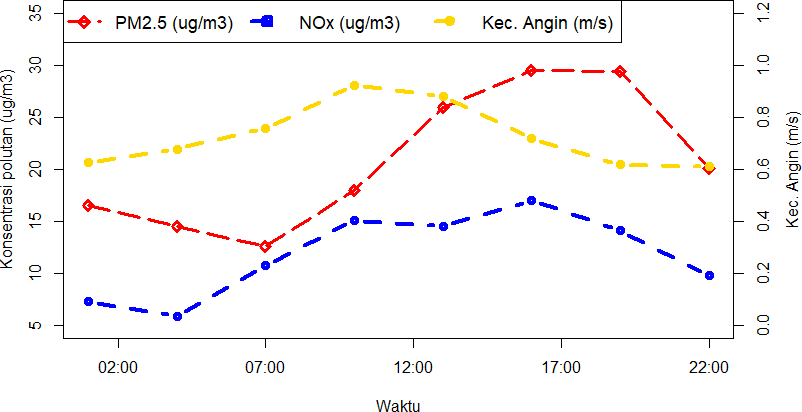 PM2.5 (ug/m3) NOx (ug/m3) Kec. Angin (m/s)
Konsentrasi polutan (ug/m3)
35
30
25
20
15
10
5
1.2
1.0
0.8
0.6
0.4
0.2
0.0
Kec. Angin (m/s)
02:00 07:00 12:00 17:00 22:00
Waktu